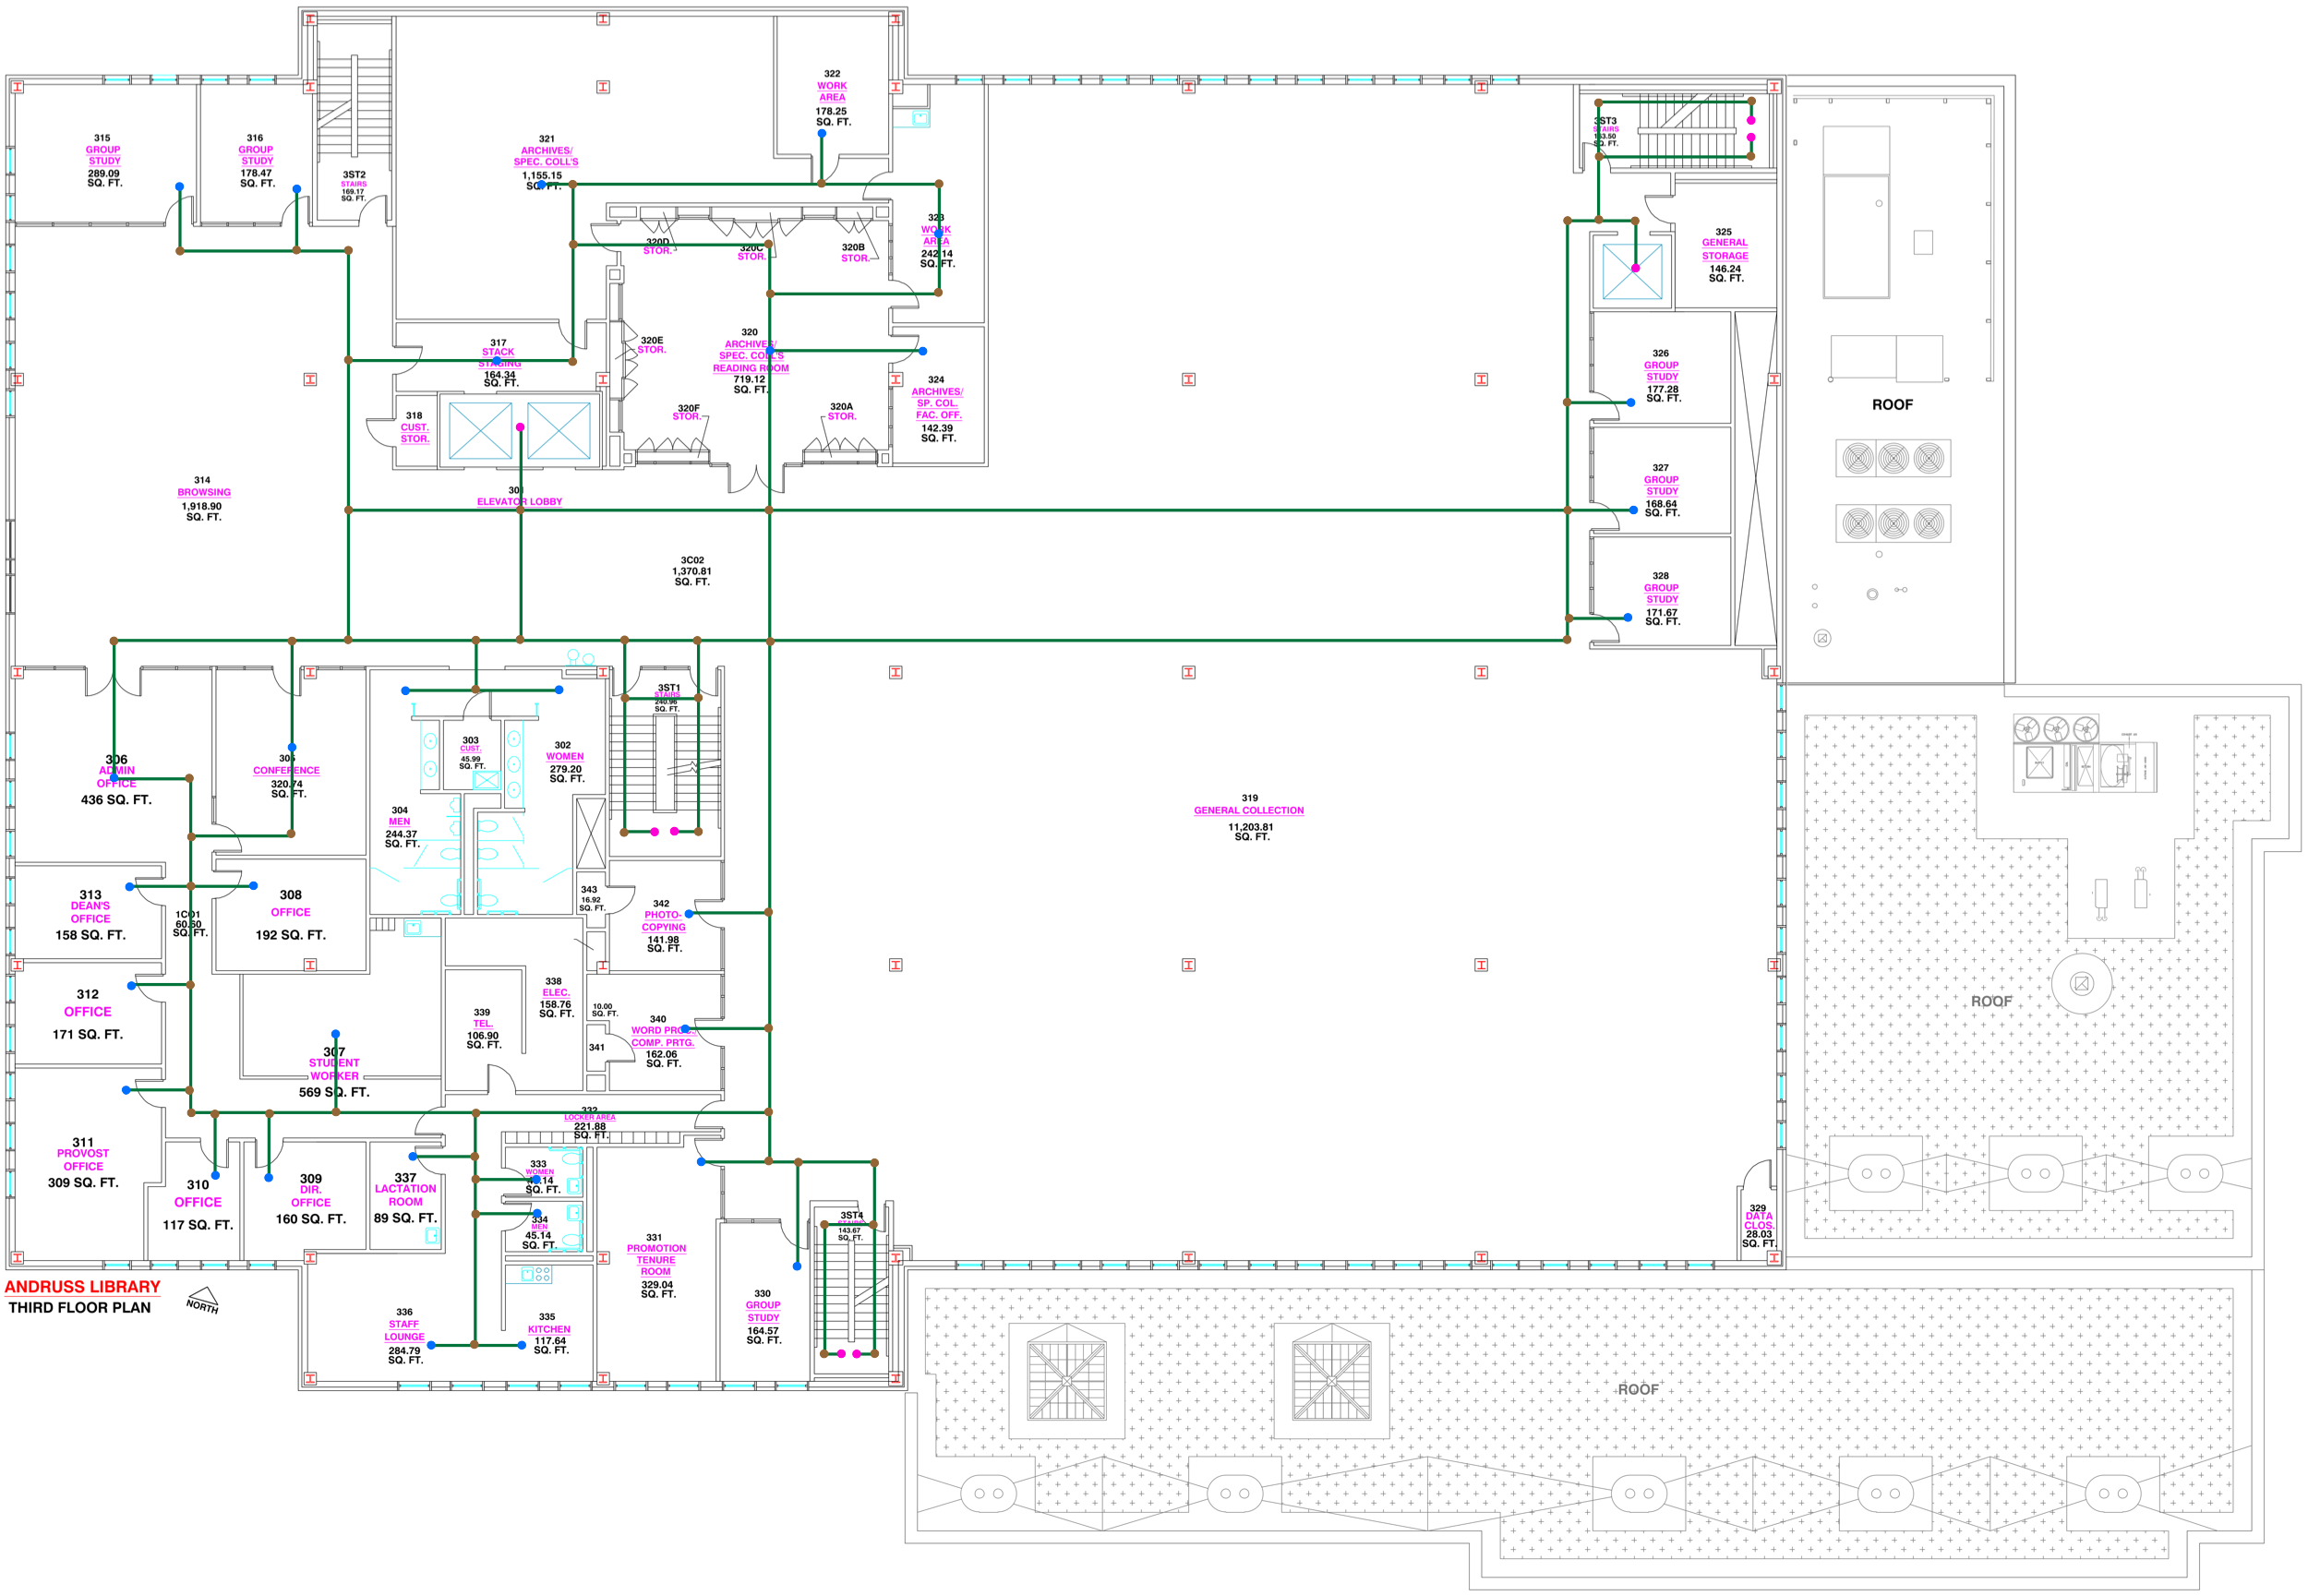 322
WORK
AREA
178.25
SQ. FT.
315
GROUP
STUDY
289.09
SQ. FT.
316
GROUP
STUDY
178.47
SQ. FT.
3ST2
STAIRS
169.17
SQ. FT.
321
ARCHIVES/
SPEC. COLL'S
1,155.15
SQ. FT.
3ST3
STAIRS
163.50
SQ. FT.
323
WORK
AREA
242.14
SQ. FT.
325
GENERAL
STORAGE
146.24
SQ. FT.
320D
STOR.
320C
STOR.
320B
STOR.
317
STACK
STAGING
164.34
SQ. FT.
320E
STOR.
320
ARCHIVES/
SPEC. COLL'S
READING ROOM
719.12
SQ. FT.
324
ARCHIVES/
SP. COL.
FAC. OFF.
142.39
SQ. FT.
326
GROUP
STUDY
177.28
SQ. FT.
ROOF
318
CUST.
STOR.
320F
STOR.
320A
STOR.
327
GROUP
STUDY
168.64
SQ. FT.
314
BROWSING
1,918.90
SQ. FT.
ELEVATOR LOBBY
3C02
1,370.81
SQ. FT.
328
GROUP
STUDY
171.67
SQ. FT.
3ST1
STAIRS
240.96
SQ. FT.
306
ADMIN
OFFICE
436 SQ. FT.
CONFERENCE
320.74
SQ. FT.
303
CUST.
45.99
SQ. FT.
302
WOMEN
279.20
SQ. FT.
304
MEN
244.37
SQ. FT.
319
GENERAL COLLECTION
11,203.81
SQ. FT.
313
DEAN'S
OFFICE
158 SQ. FT.
1CO1
60.60
SQ. FT.
308
OFFICE
192 SQ. FT.
343
16.92
SQ. FT.
342
PHOTO-
COPYING
141.98
SQ. FT.
312
OFFICE
171 SQ. FT.
339
TEL.
106.90
SQ. FT.
338
ELEC.
158.76
SQ. FT.
10.00
SQ. FT.
341
340
WORD PROC./
COMP. PRTG.
162.06
SQ. FT.
ROOF
307
STUDENT
WORKER
569 SQ. FT.
332
LOCKER AREA
221.88
SQ. FT.
311
PROVOST
OFFICE
309 SQ. FT.
310
OFFICE
117 SQ. FT.
309
DIR.
OFFICE
160 SQ. FT.
337
LACTATION
ROOM
89 SQ. FT.
333
WOMEN
SQ. FT.
334
MEN
45.14
SQ. FT.
331
PROMOTION
TENURE
ROOM
329.04
SQ. FT.
3ST4
STAIRS
143.67
SQ. FT.
329
DATA
CLOS.
28.03
SQ. FT.
330
GROUP
STUDY
164.57
SQ. FT.
336
STAFF
LOUNGE
284.79
SQ. FT.
335
KITCHEN
117.64
SQ. FT.
ROOF
ANDRUSS LIBRARY
THIRD FLOOR PLAN
NORTH